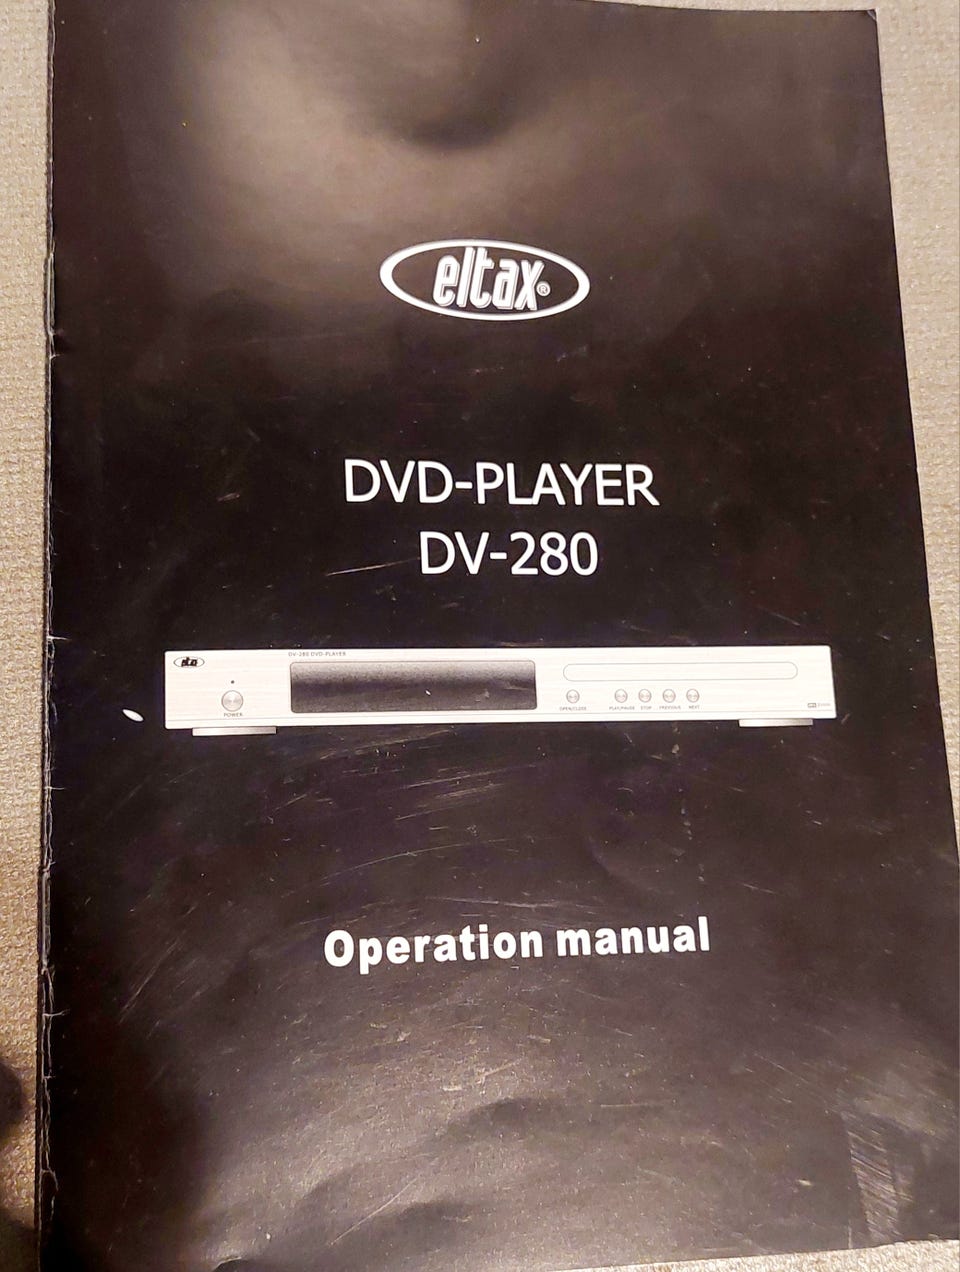 eltax®
DVD-PLAYER
DV-280
DV-280 DVD-PLAYER
eltax
POWER
OPEN/CLOSE PLAY/PAUSE STOP PREVIOUS NEXT
Operation manual